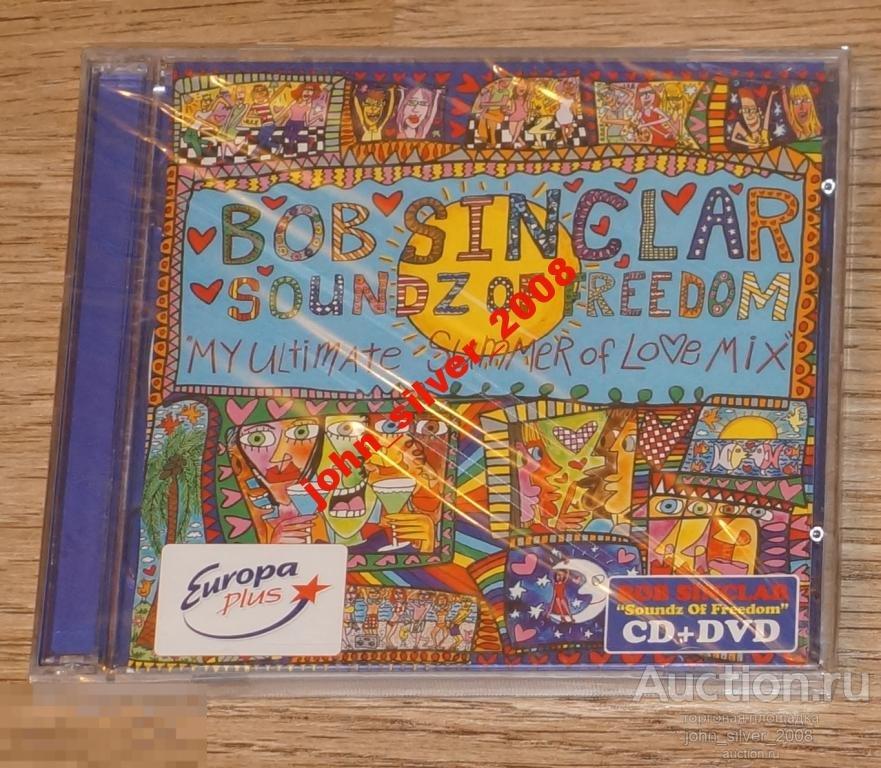 BOB SINCLAR
SOUNDZ OF FREEDOM
"MY ULtiMAtE SUMMER of LOVE Mix"
john_silver_2008
Europa
plus
BOB SINCLAR
"Soundz Of Freedom"
CD+DVD
Auction.ru
торговая площадка
john_silver_2008
auction.ru